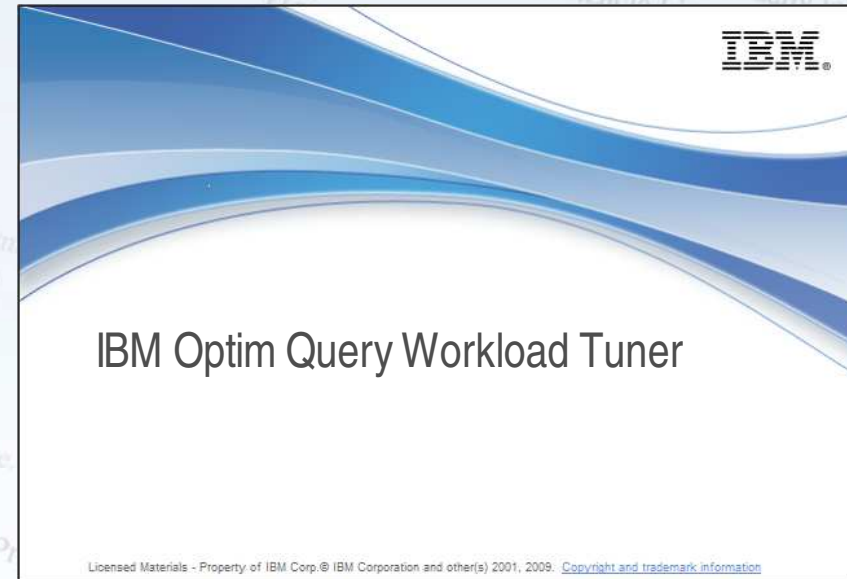 IBM®
IBM Optim Query Workload Tuner
Licensed Materials - Property of IBM Corp.© IBM Corporation and other(s) 2001, 2009. Copyright and trademark information